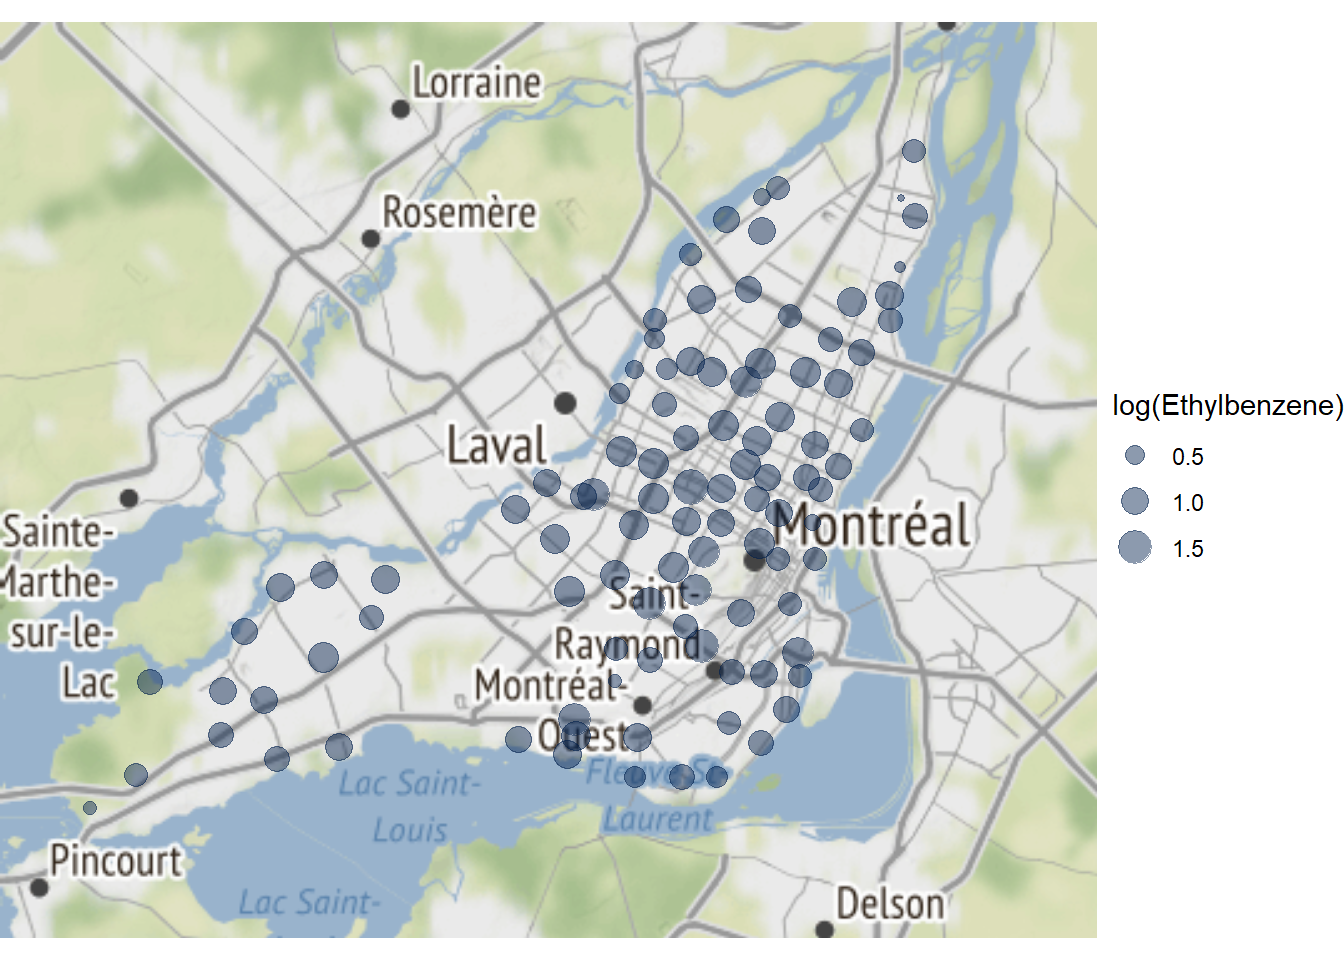 Lorraine
Rosemère
Laval
Sainte-
Marthe-
sur-le-
Lac
Montréal
Saint-
Raymond
Montréal-
Ouest
Lac Saint-
Louis
Fleuve St-
Laurent
Pincourt
Lac Saint-
Delson
log(Ethylbenzene)
0.5
1.0
1.5